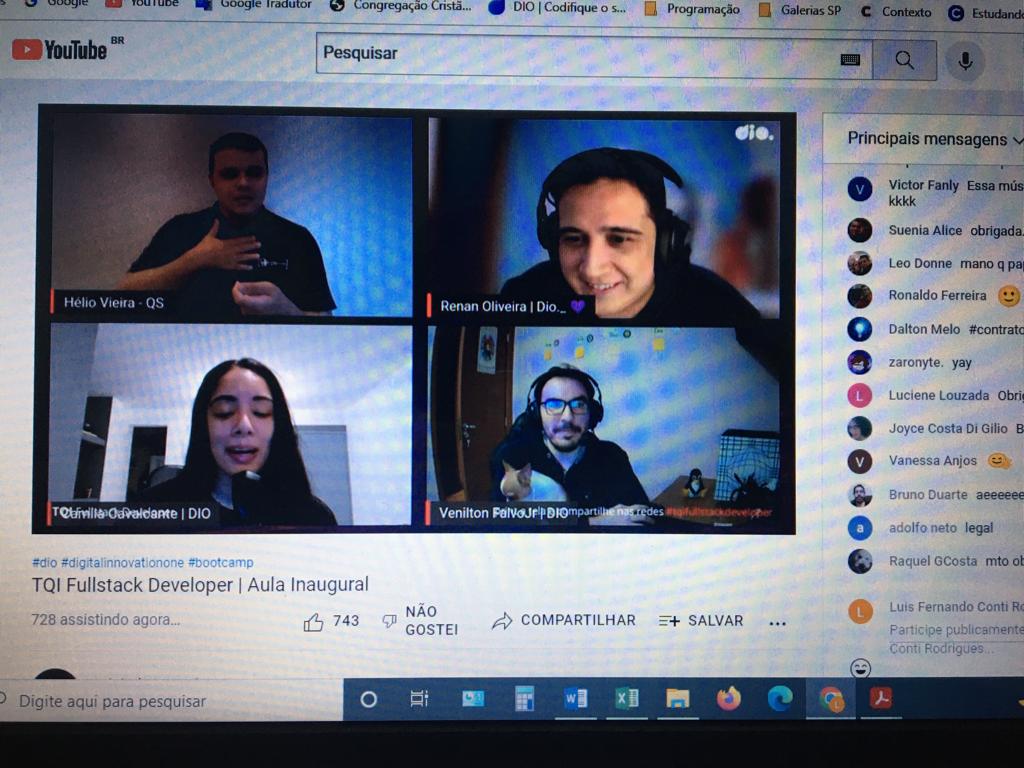 Google
YouTube
Google Tradutor
Congregação Cristã...
DIO | Codifique o s...
Programação
Galerias SP
Contexto
Estudando
YouTube BR
Pesquisar
dio.
Hélio Vieira - QS
Renan Oliveira | Dio._
Camilla Cavalcante | DIO
Venilton FalvoJr | DIO
compartilhe nas redes #tqifullstackdeveloper
Principais mensagens
Victor Fanly Essa mús
kkkk
Suenia Alice obrigada.
Leo Donne mano q pa
Ronaldo Ferreira
Dalton Melo #contrato
zaronyte. yay
L Luciene Louzada Obri
Joyce Costa Di Gilio B
V Vanessa Anjos
Bruno Duarte aeeeeee
a adolfo neto legal
Raquel GCosta mto ob
L Luis Fernando Conti Ro
Participe publicamente
Conti Rodrigues...
#dio #digitalinnovationone #bootcamp
TQI Fullstack Developer | Aula Inaugural
728 assistindo agora...
743
NÃO
GOSTEI
COMPARTILHAR
SALVAR
...
Digite aqui para pesquisar